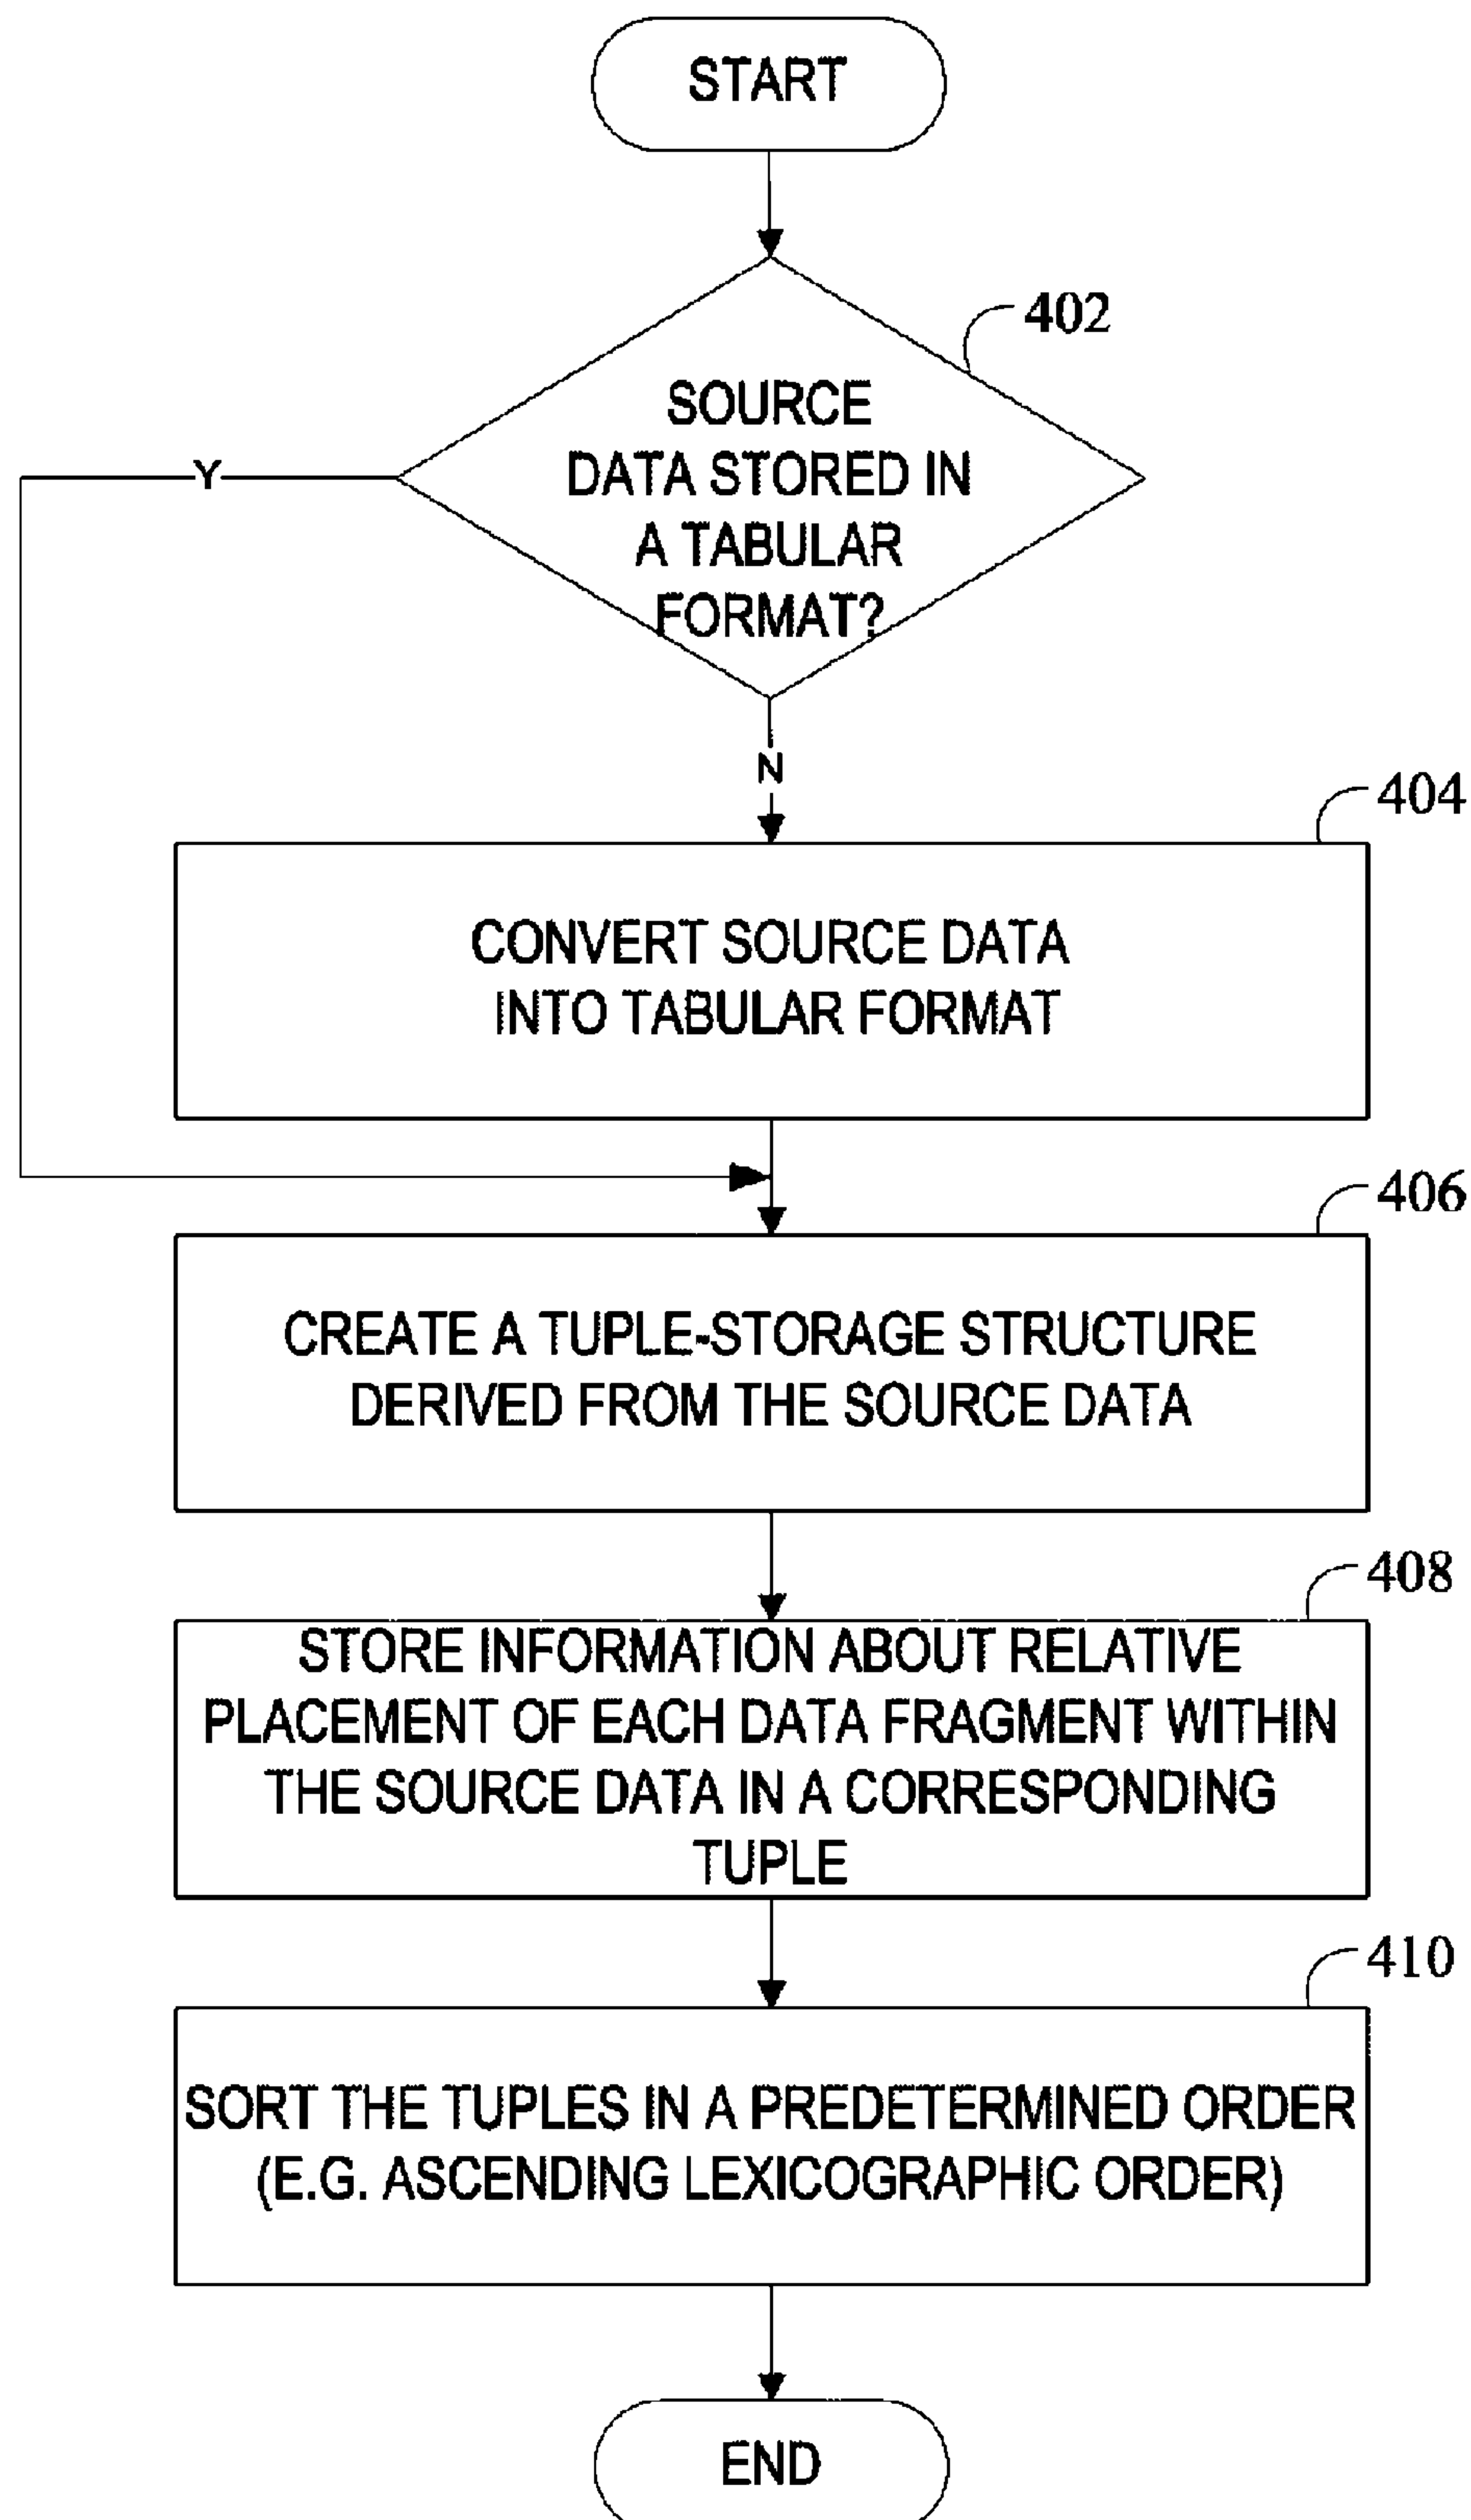 START
402
SOURCE
DATA STORED IN
A TABULAR
FORMAT?
Y
N
404
CONVERT SOURCE DATA
INTO TABULAR FORMAT
406
CREATE A TUPLE-STORAGE STRUCTURE
DERIVED FROM THE SOURCE DATA
408
STORE INFORMATION ABOUT RELATIVE
PLACEMENT OF EACH DATA FRAGMENT WITHIN
THE SOURCE DATA IN A CORRESPONDING
TUPLE
410
SORT THE TUPLES IN A PREDETERMINED ORDER
(E.G. ASCENDING LEXICOGRAPHIC ORDER)
END